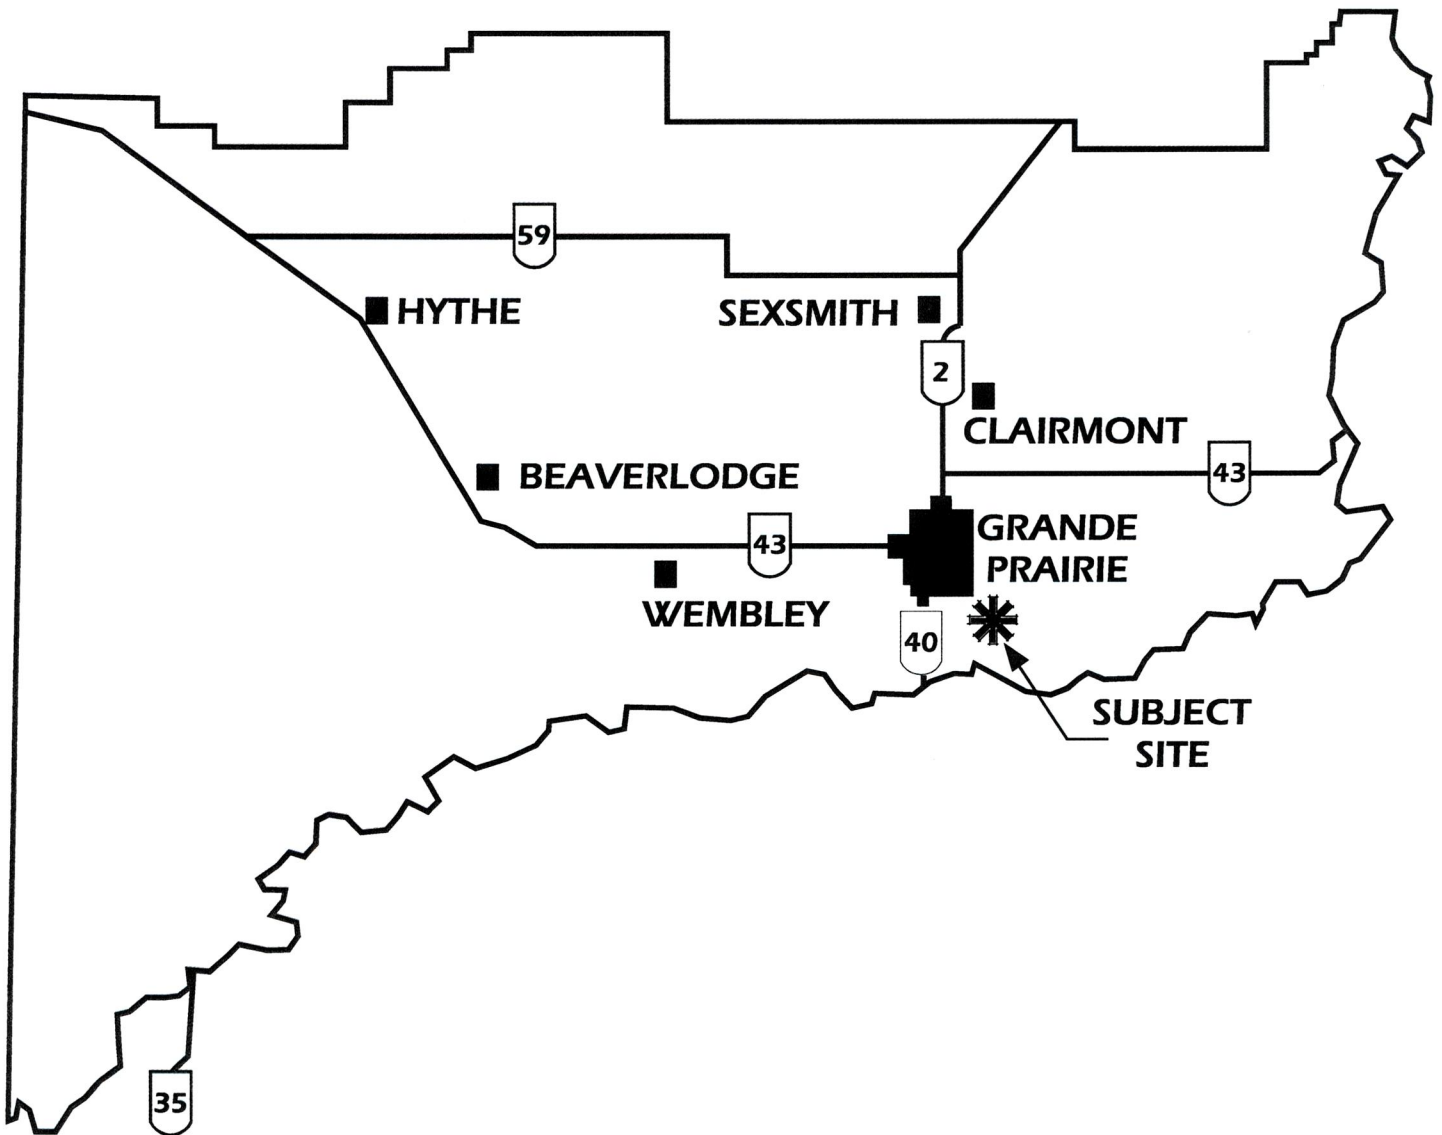 59
HYTHE
SEXSMITH
2
CLAIRMONT
BEAVERLODGE
43
43
GRANDE
PRAIRIE
WEMBLEY
40
SUBJECT
SITE
35